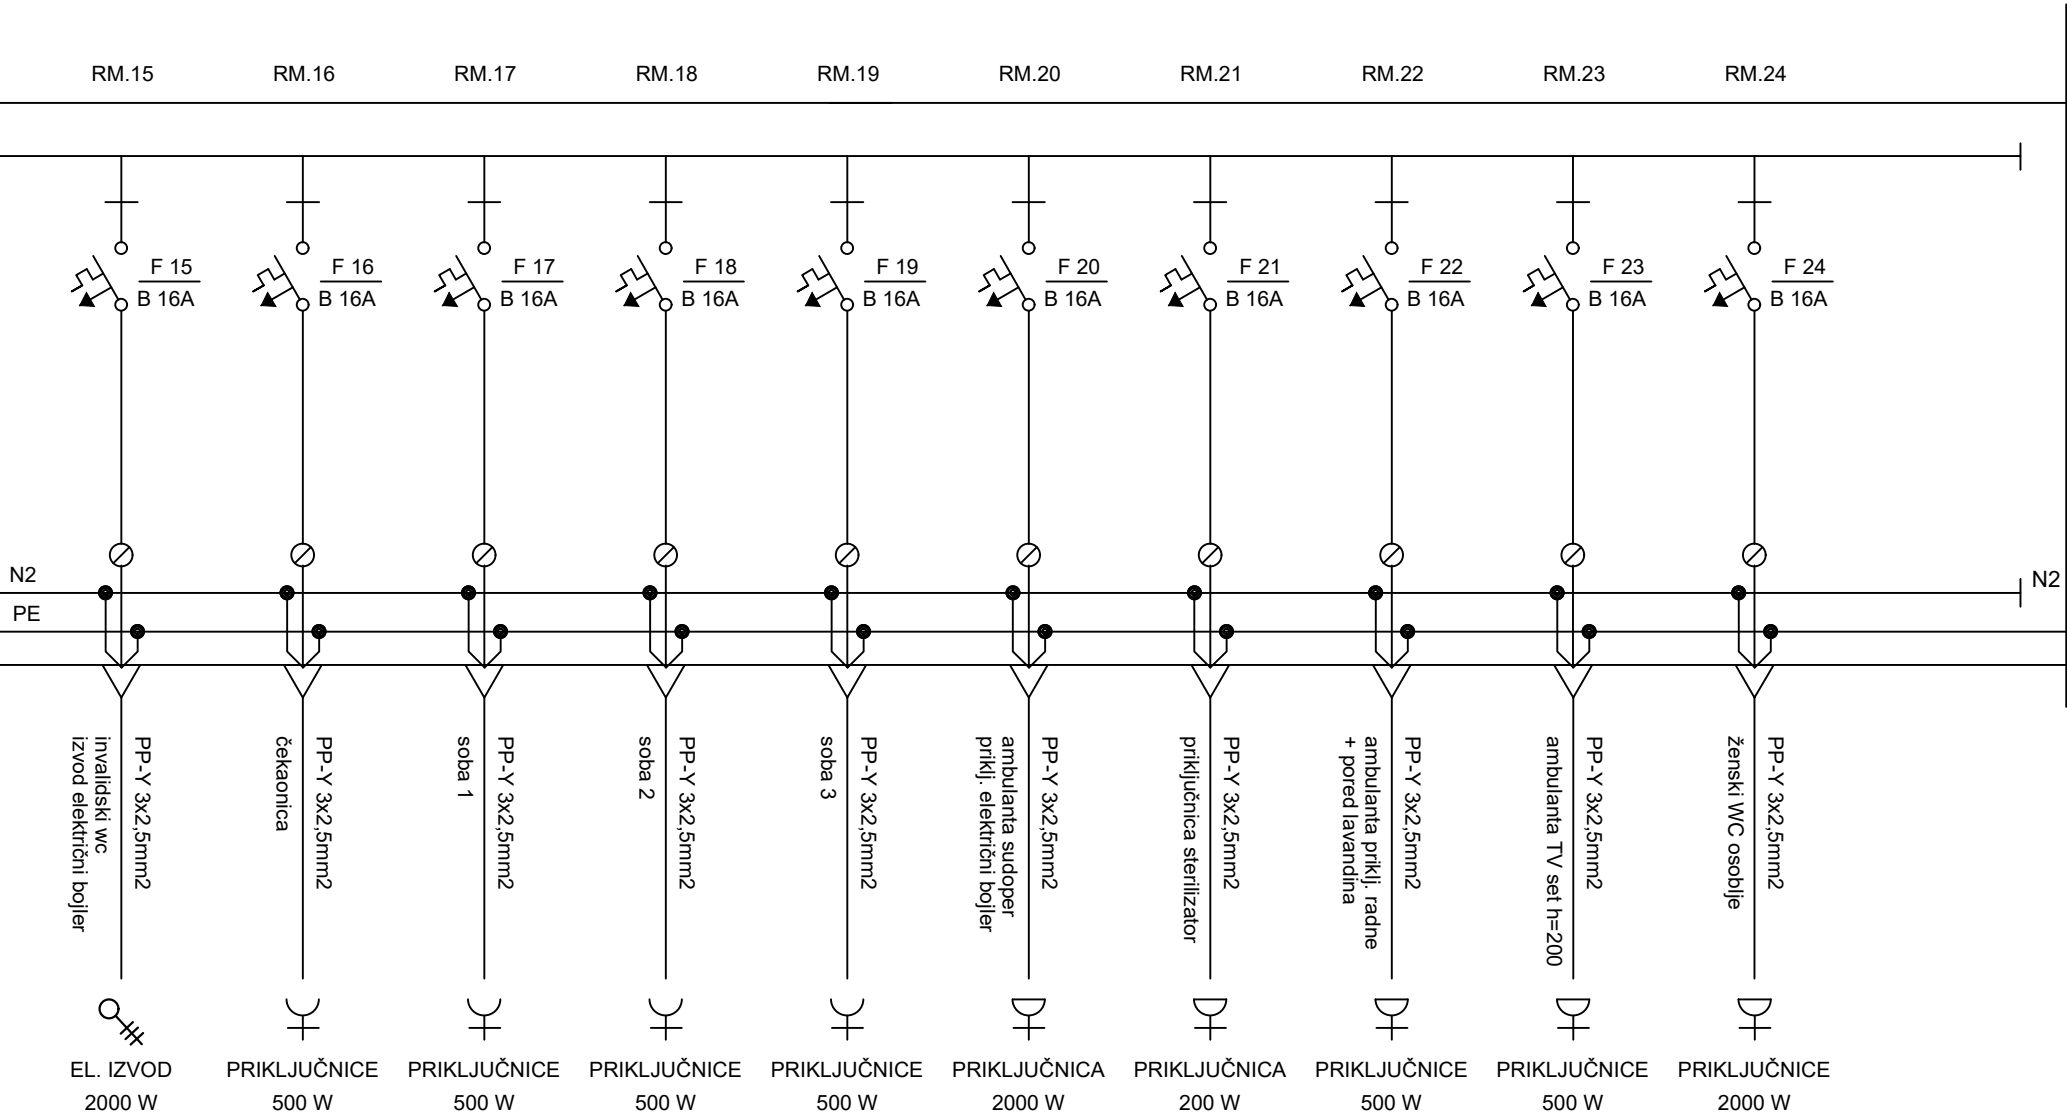 RM.15
RM.16
RM.17
RM.18
RM.19
RM.20
RM.21
RM.22
RM.23
RM.24
F 15
B 16A
F 16
B 16A
F 17
B 16A
F 18
B 16A
F 19
B 16A
F 20
B 16A
F 21
B 16A
F 22
B 16A
F 23
B 16A
F 24
B 16A
N2
N2
PE
PP-Y 3x2,5mm2
invalidski wc
izvod električni bojler
PP-Y 3x2,5mm2
čekaonica
PP-Y 3x2,5mm2
soba 1
PP-Y 3x2,5mm2
soba 2
PP-Y 3x2,5mm2
soba 3
PP-Y 3x2,5mm2
ambulanta sudoper
priklj. električni bojler
PP-Y 3x2,5mm2
priključnica sterilizator
PP-Y 3x2,5mm2
ambulanta priklj. radne
+ pored lavandina
PP-Y 3x2,5mm2
ambulanta TV set h=200
PP-Y 3x2,5mm2
ženski WC osoblje
EL. IZVOD
2000 W
PRIKLJUČNICE
500 W
PRIKLJUČNICE
500 W
PRIKLJUČNICE
500 W
PRIKLJUČNICE
500 W
PRIKLJUČNICA
2000 W
PRIKLJUČNICA
200 W
PRIKLJUČNICE
500 W
PRIKLJUČNICE
500 W
PRIKLJUČNICE
2000 W